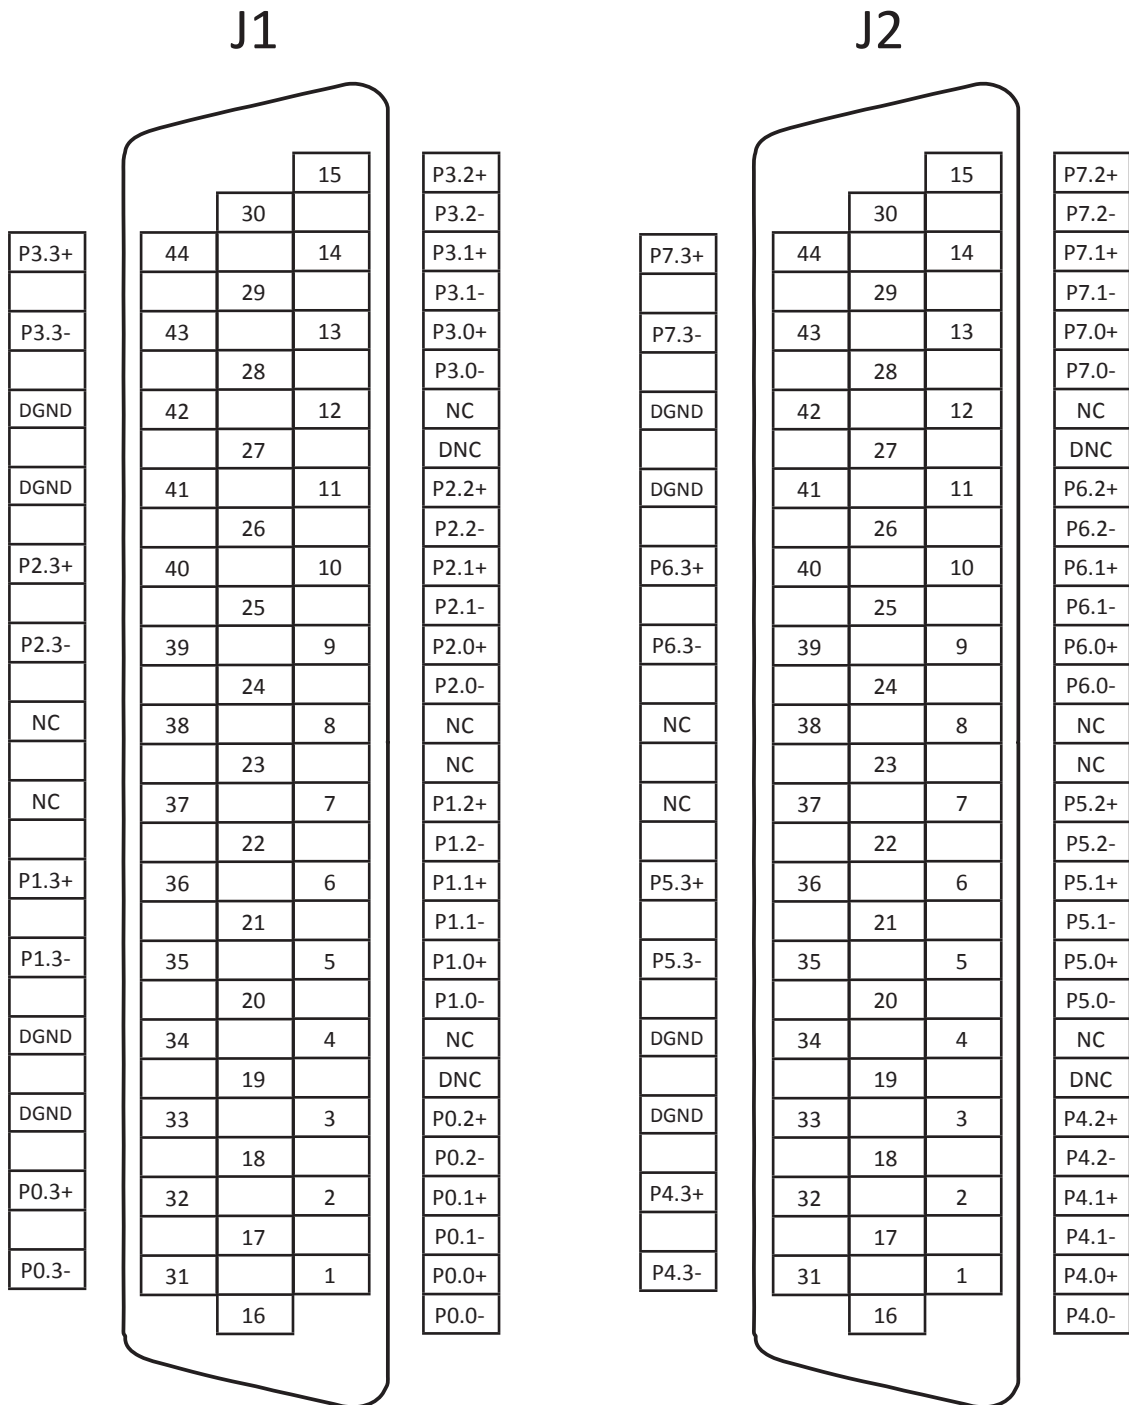 J1 J2
15 P3.2+ 15 P7.2+
30 P3.2- 30 P7.2-
P3.3+ 44 14 P3.1+ P7.3+ 44 14 P7.1+
29 P3.1- 29 P7.1-
P3.3- 43 13 P3.0+ P7.3- 43 13 P7.0+
28 P3.0- 28 P7.0-
DGND 42 12 NC DGND 42 12 NC
27 DNC 27 DNC
DGND 41 11 P2.2+ DGND 41 11 P6.2+
26 P2.2- 26 P6.2-
P2.3+ 40 10 P2.1+ P6.3+ 40 10 P6.1+
25 P2.1- 25 P6.1-
P2.3- 39 9 P2.0+ P6.3- 39 9 P6.0+
24 P2.0- 24 P6.0-
NC 38 8 NC NC 38 8 NC
23 NC 23 NC
NC 37 7 P1.2+ NC 37 7 P5.2+
22 P1.2- 22 P5.2-
P1.3+ 36 6 P1.1+ P5.3+ 36 6 P5.1+
21 P1.1- 21 P5.1-
P1.3- 35 5 P1.0+ P5.3- 35 5 P5.0+
20 P1.0- 20 P5.0-
DGND 34 4 NC DGND 34 4 NC
19 DNC 19 DNC
DGND 33 3 P0.2+ DGND 33 3 P4.2+
18 P0.2- 18 P4.2-
P0.3+ 32 2 P0.1+ P4.3+ 32 2 P4.1+
17 P0.1- 17 P4.1-
P0.3- 31 1 P0.0+ P4.3- 31 1 P4.0+
16 P0.0- 16 P4.0-